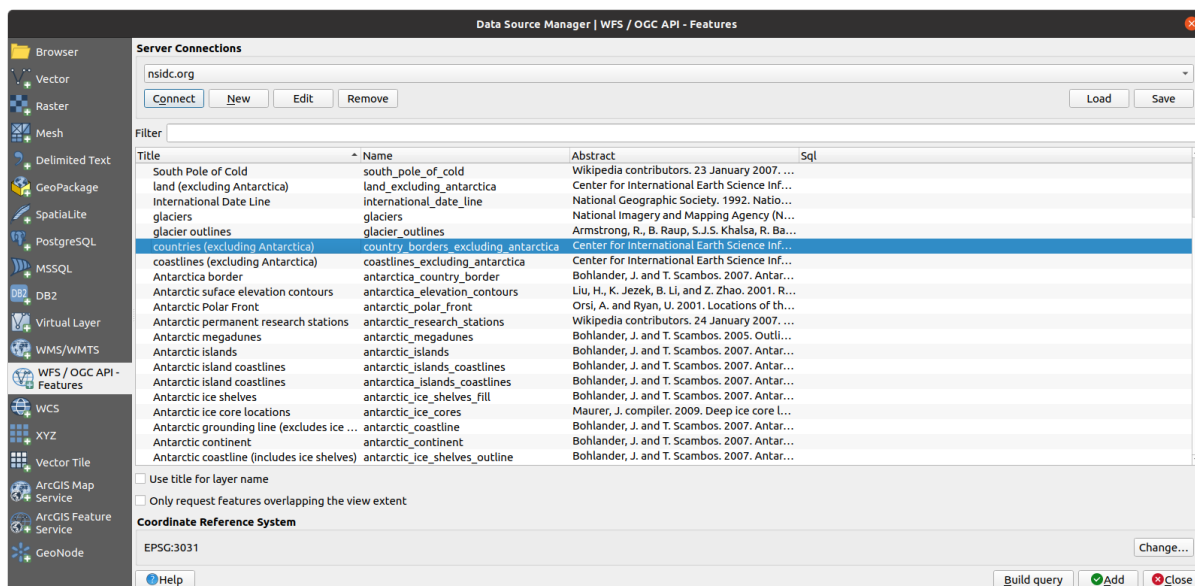 Data Source Manager | WFS / OGC API - Features
Browser
Vector
Raster
Mesh
Delimited Text
GeoPackage
SpatiaLite
PostgreSQL
MSSQL
DB2 DB2
Virtual Layer
WMS/WMTS
WFS / OGC API -
Features
WCS
XYZ
Vector Tile
ArcGIS Map
Service
ArcGIS Feature
Service
GeoNode
Server Connections
nsidc.org
Connect New Edit Remove Load Save
Filter
Title Name Abstract Sql
South Pole of Cold south_pole_of_cold Wikipedia contributors. 23 January 2007. ...
land (excluding Antarctica) land_excluding_antarctica Center for International Earth Science Inf...
International Date Line international_date_line National Geographic Society. 1992. Natio...
glaciers glaciers National Imagery and Mapping Agency (N...
glacier outlines glacier_outlines Armstrong, R., B. Raup, S.J.S. Khalsa, R. Ba...
countries (excluding Antarctica) country_borders_excluding_antarctica Center for International Earth Science Inf...
coastlines (excluding Antarctica) coastlines_excluding_antarctica Center for International Earth Science Inf...
Antarctica border antarctica_country_border Bohlander, J. and T. Scambos. 2007. Antar...
Antarctic suface elevation contours antarctica_elevation_contours Liu, H., K. Jezek, B. Li, and Z. Zhao. 2001. R...
Antarctic Polar Front antarctic_polar_front Orsi, A. and Ryan, U. 2001. Locations of th...
Antarctic permanent research stations antarctic_research_stations Wikipedia contributors. 24 January 2007. ...
Antarctic megadunes antarctic_megadunes Bohlander, J. and T. Scambos. 2005. Outli...
Antarctic islands antarctic_islands Bohlander, J. and T. Scambos. 2007. Antar...
Antarctic island coastlines antarctic_islands_coastlines Bohlander, J. and T. Scambos. 2007. Antar...
Antarctic island coastlines antarctica_islands_coastlines Bohlander, J. and T. Scambos. 2007. Antar...
Antarctic ice shelves antarctic_ice_shelves_fill Bohlander, J. and T. Scambos. 2007. Antar...
Antarctic ice core locations antarctic_ice_cores Maurer, J. compiler. 2009. Deep ice core l...
Antarctic grounding line (excludes ice ... antarctic_coastline Bohlander, J. and T. Scambos. 2007. Antar...
Antarctic continent antarctic_continent Bohlander, J. and T. Scambos. 2007. Antar...
Antarctic coastline (includes ice shelves) antarctic_ice_shelves_outline Bohlander, J. and T. Scambos. 2007. Antar...
Use title for layer name
Only request features overlapping the view extent
Coordinate Reference System
EPSG:3031 Change...
Help Build query Add Close